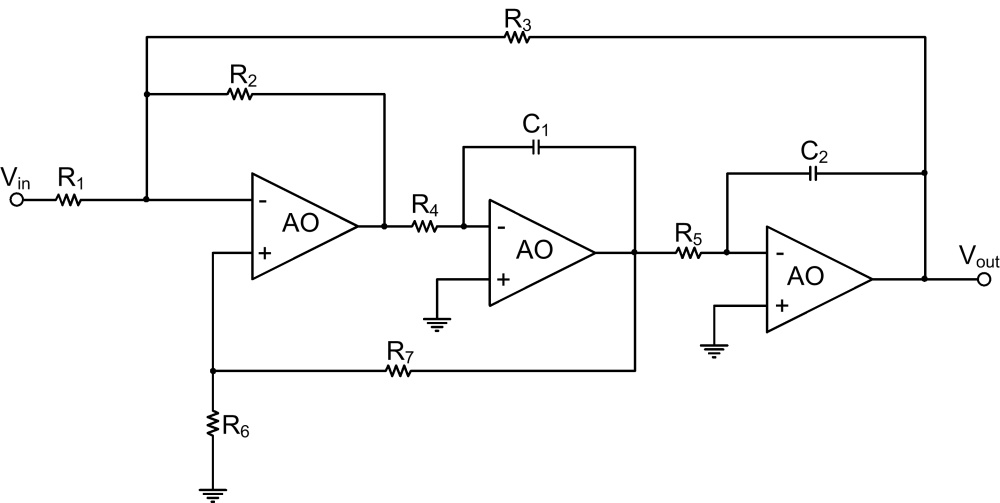 R3
R2
C1
C2
Vin
R1
AO
-
+
R4
AO
-
+
R5
AO
-
+
Vout
R7
R6